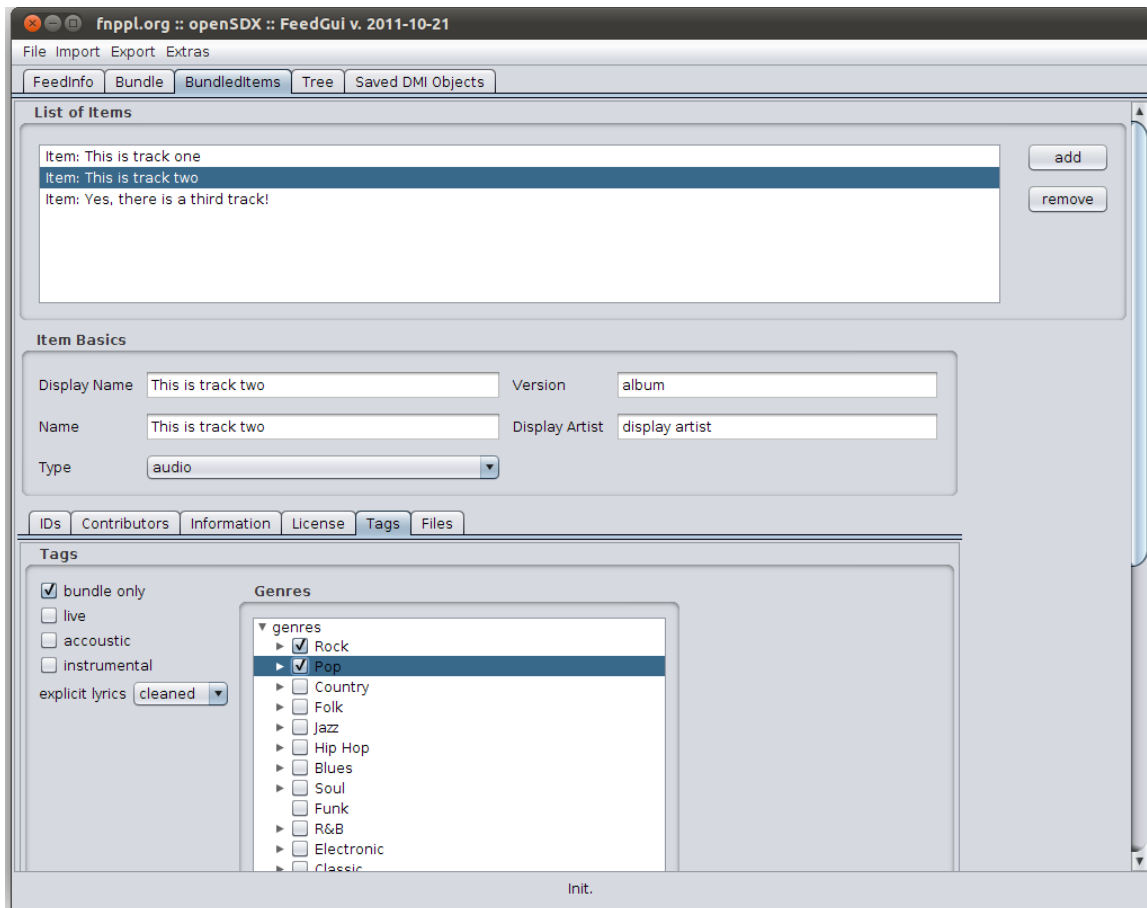 fnppl.org :: openSDX :: FeedGui v. 2011-10-21
File Import Export Extras
FeedInfo Bundle BundledItems Tree Saved DMI Objects
List of Items
Item: This is track one
Item: This is track two
Item: Yes, there is a third track!
add
remove
Item Basics
Display Name This is track two Version album
Name This is track two Display Artist display artist
Type audio
IDs Contributors Information License Tags Files
Tags
bundle only
live
accoustic
instrumental
explicit lyrics cleaned
Genres
genres
Rock
Pop
Country
Folk
Jazz
Hip Hop
Blues
Soul
Funk
R&B
Electronic
Classic
Init.